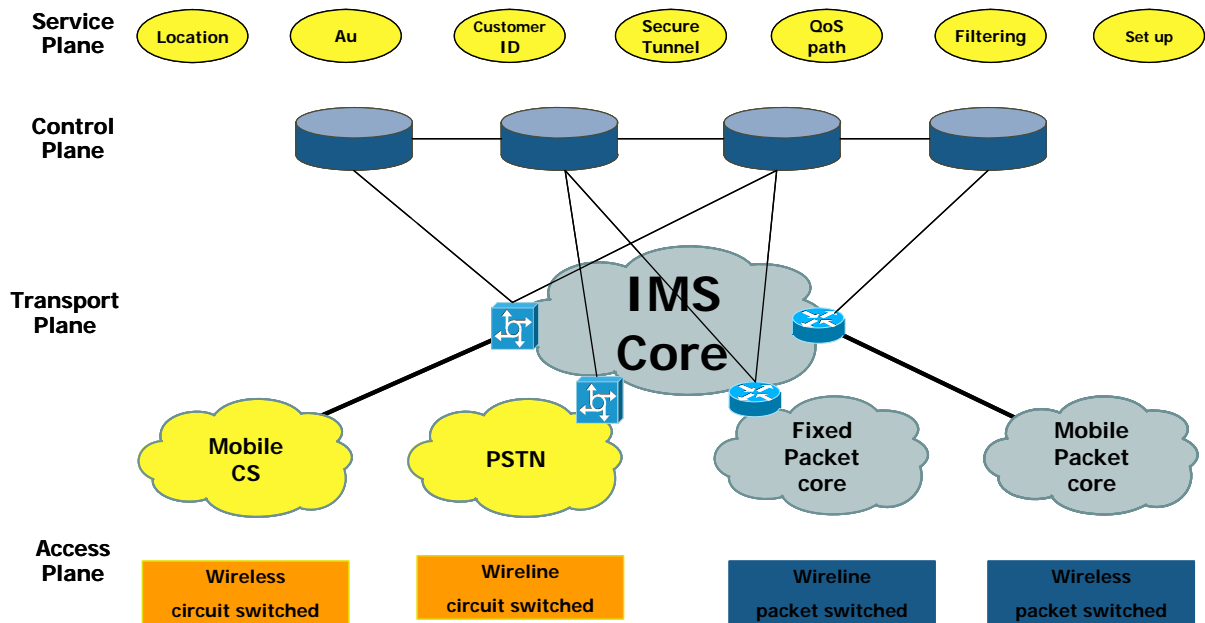 Service
Plane
Location
Au
Customer
ID
Secure
Tunnel
QoS
path
Filtering
Set up
Control
Plane
Transport
Plane
IMS
Core
Mobile
CS
PSTN
Fixed
Packet
core
Mobile
Packet
core
Access
Plane
Wireless
circuit switched
Wireline
circuit switched
Wireline
packet switched
Wireless
packet switched